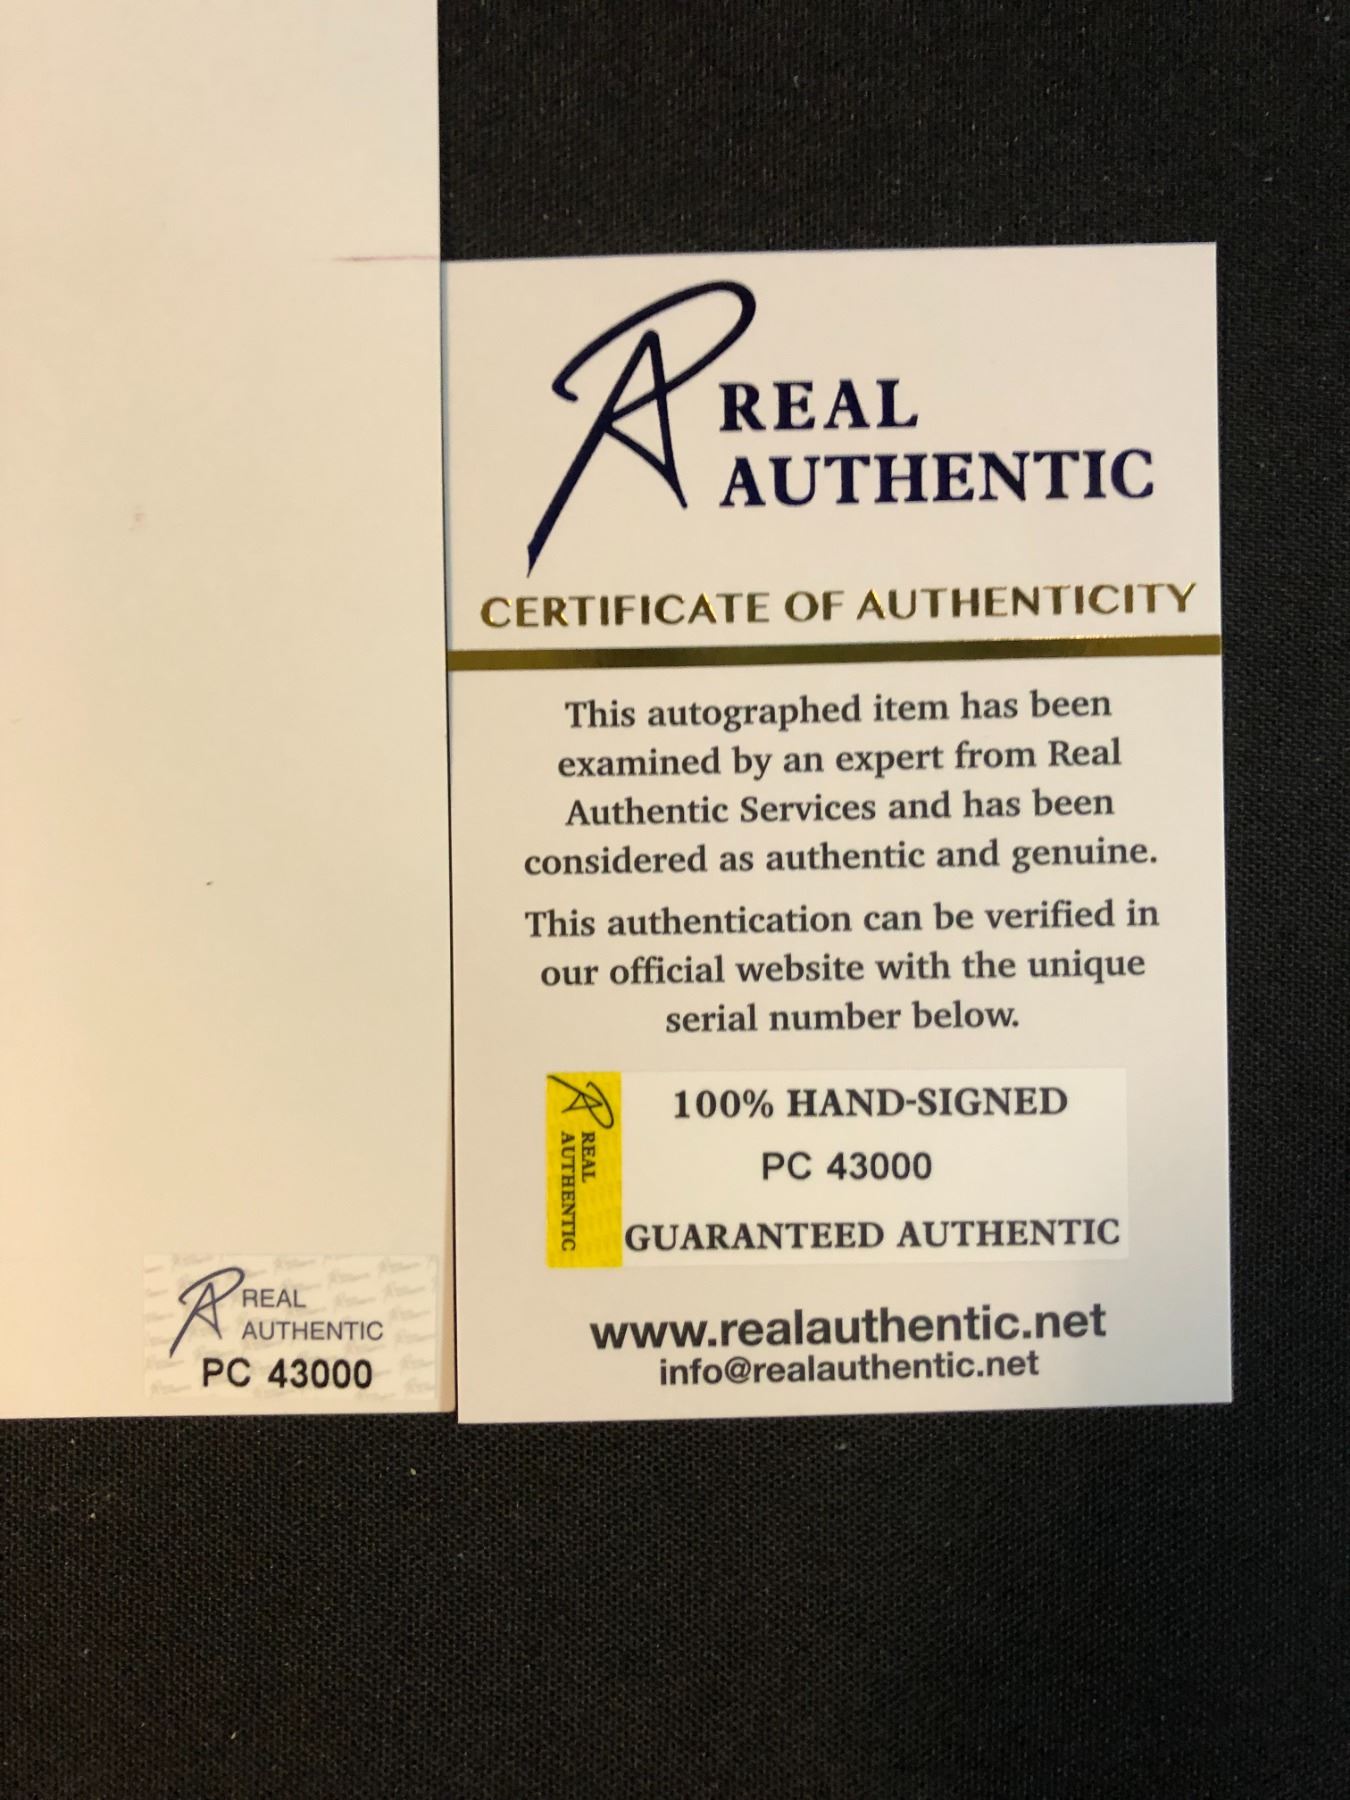 REAL
AUTHENTIC
CERTIFICATE OF AUTHENTICITY
This autographed item has been
examined by an expert from Real
Authentic Services and has been
considered as authentic and genuine.
This authentication can be verified in
our official website with the unique
serial number below.
REAL
AUTHENTIC
100% HAND-SIGNED
PC 43000
GUARANTEED AUTHENTIC
www.realauthentic.net
info@realauthentic.net
REAL
AUTHENTIC
PC 43000